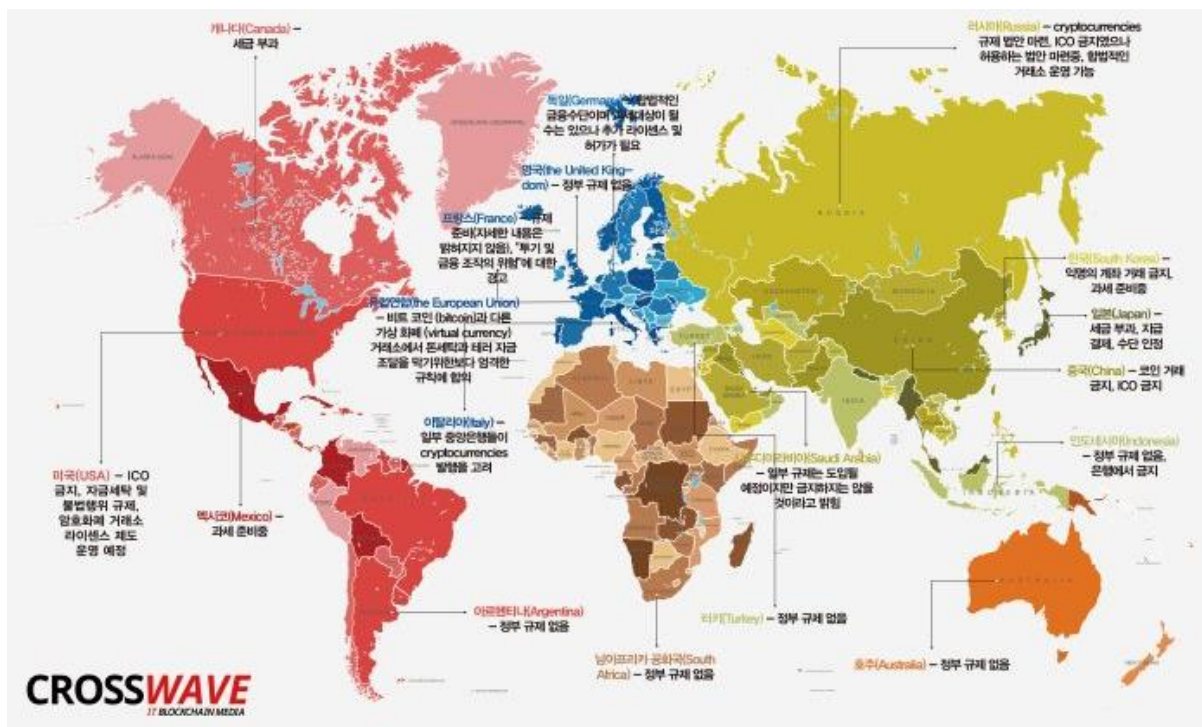 캐나다(Canada) –
세금 부과
러시아(Russia) – cryptocurrencies
규제 법안 마련, ICO 금지였으나
허용하는 법안 마련중, 합법적인
거래소 운영 가능
독일(Germany) – 합법적인
금융수단이며 과세대상이 될
수는 있으나 추가 라이센스 및
허가가 필요
영국(the United King-
dom) – 정부 규제 없음
프랑스(France) – 규제
준비(자세한 내용은
밝혀지지 않음), "투기 및
금융 조작의 위험"에 대한
경고
유럽연합(the European Union)
– 비트 코인 (bitcoin)과 다른
가상 화폐 (virtual currency)
거래소에서 돈세탁과 테러 자금
조달을 막기위한보다 엄격한
규칙에 합의
이탈리아(Italy) –
일부 중앙은행들이
cryptocurrencies
발행을 고려
한국(South Korea) –
익명의 계좌 거래 금지,
과세 준비중
일본(Japan) –
세금 부과, 지급
결제, 수단 인정
중국(China) – 코인 거래
금지, ICO 금지
인도네시아(Indonesia)
– 정부 규제 없음,
은행에서 금지
사우디아라비아(Saudi Arabia)
– 일부 규제는 도입될
예정이지만 금지하지는 않을
것이라고 밝힘
미국(USA) – ICO
금지, 자금세탁 및
불법행위 규제,
암호화폐 거래소
라이센스 제도
운영 예정
멕시코(Mexico) –
과세 준비중
아르헨티나(Argentina)
– 정부 규제 없음
터키(Turkey) – 정부 규제 없음
남아프리카 공화국(South
Africa) – 정부 규제 없음
호주(Australia) – 정부 규제 없음
RUSSIA
KAZAKHSTAN
MONGOLIA
CHINA
INDIA
INDONESIA
AUSTRALIA
CROSSWAVE
IT BLOCKCHAIN MEDIA